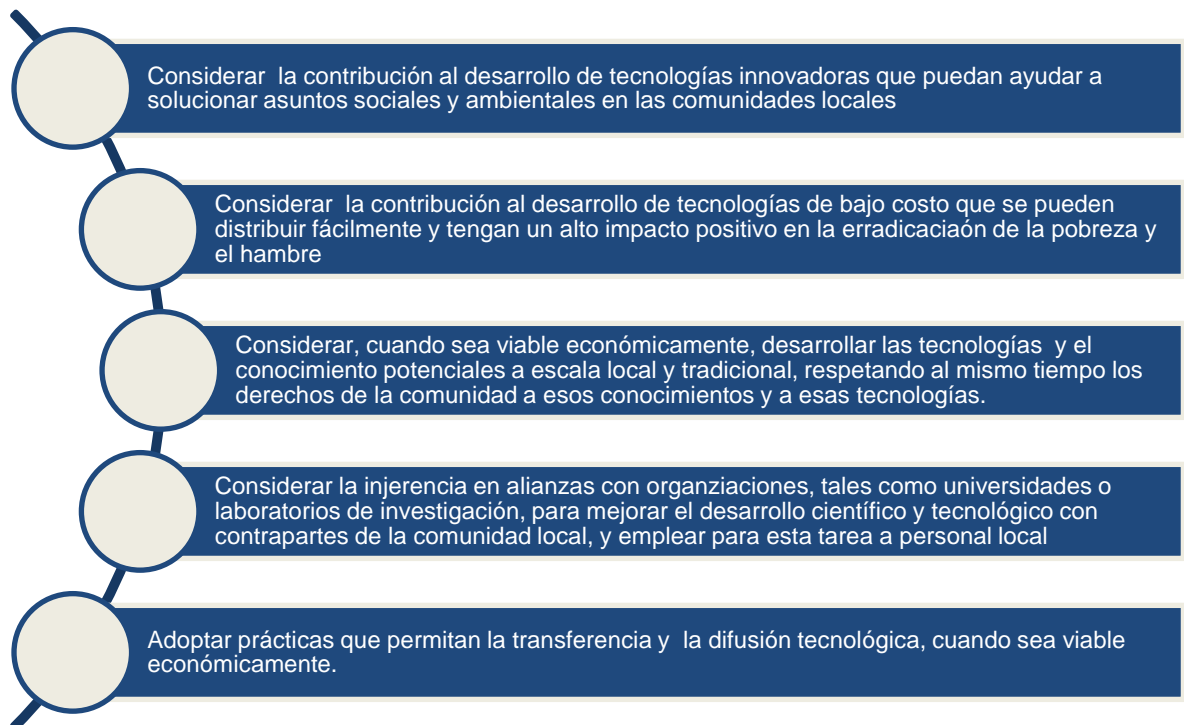 Considerar  la contribución al desarrollo de tecnologías innovadoras que puedan ayudar a
solucionar asuntos sociales y ambientales en las comunidades locales
Considerar  la contribución al desarrollo de tecnologías de bajo costo que se pueden
distribuir fácilmente y tengan un alto impacto positivo en la erradicaciaón de la pobreza y
el hambre
Considerar, cuando sea viable económicamente, desarrollar las tecnologías  y el
conocimiento potenciales a escala local y tradicional, respetando al mismo tiempo los
derechos de la comunidad a esos conocimientos y a esas tecnologías.
Considerar la injerencia en alianzas con organziaciones, tales como universidades o
laboratorios de investigación, para mejorar el desarrollo científico y tecnológico con
contrapartes de la comunidad local, y emplear para esta tarea a personal local
Adoptar prácticas que permitan la transferencia y  la difusión tecnológica, cuando sea viable
económicamente.